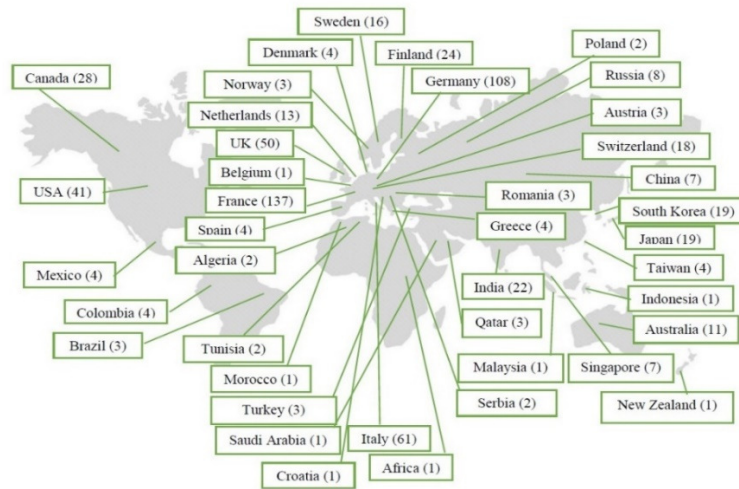 Sweden (16)
Denmark (4)
Finland (24)
Poland (2)
Canada (28)
Norway (3)
Germany (108)
Russia (8)
Netherlands (13)
Austria (3)
UK (50)
Switzerland (18)
Belgium (1)
China (7)
USA (41)
France (137)
Romania (3)
South Korea (19)
Spain (4)
Greece (4)
Japan (19)
Algeria (2)
Taiwan (4)
Mexico (4)
India (22)
Indonesia (1)
Colombia (4)
Qatar (3)
Australia (11)
Brazil (3)
Tunisia (2)
Malaysia (1)
Singapore (7)
Morocco (1)
Turkey (3)
Serbia (2)
New Zealand (1)
Saudi Arabia (1)
Italy (61)
Croatia (1)
Africa (1)